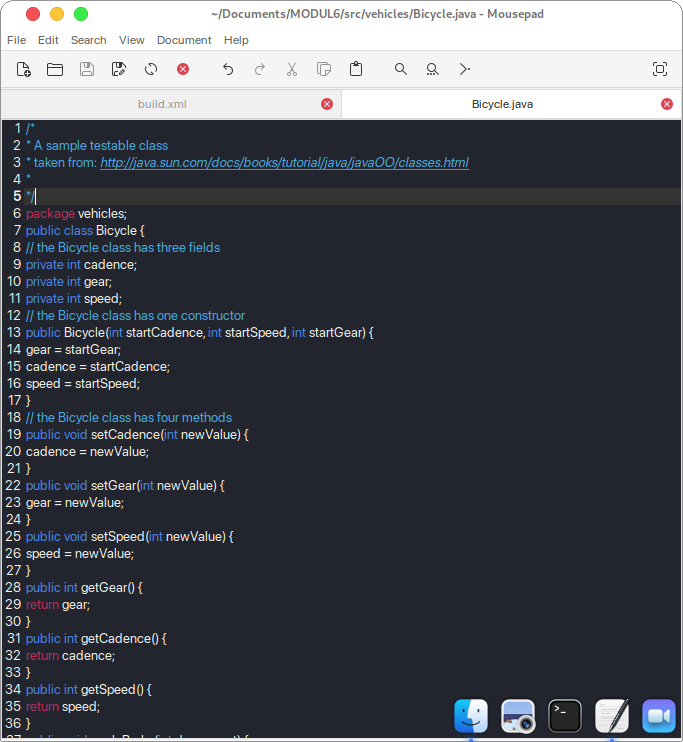 ~/Documents/MODUL6/src/vehicles/Bicycle.java - Mousepad
File Edit Search View Document Help
build.xml Bicycle.java
1 /*
2 * A sample testable class
3 * taken from: http://java.sun.com/docs/books/tutorial/java/javaOO/classes.html
4 *
5 */
6 package vehicles;
7 public class Bicycle {
8 // the Bicycle class has three fields
9 private int cadence;
10 private int gear;
11 private int speed;
12 // the Bicycle class has one constructor
13 public Bicycle(int startCadence, int startSpeed, int startGear) {
14 gear = startGear;
15 cadence = startCadence;
16 speed = startSpeed;
17 }
18 // the Bicycle class has four methods
19 public void setCadence(int newValue) {
20 cadence = newValue;
21 }
22 public void setGear(int newValue) {
23 gear = newValue;
24 }
25 public void setSpeed(int newValue) {
26 speed = newValue;
27 }
28 public int getGear() {
29 return gear;
30 }
31 public int getCadence() {
32 return cadence;
33 }
34 public int getSpeed() {
35 return speed;
36 }